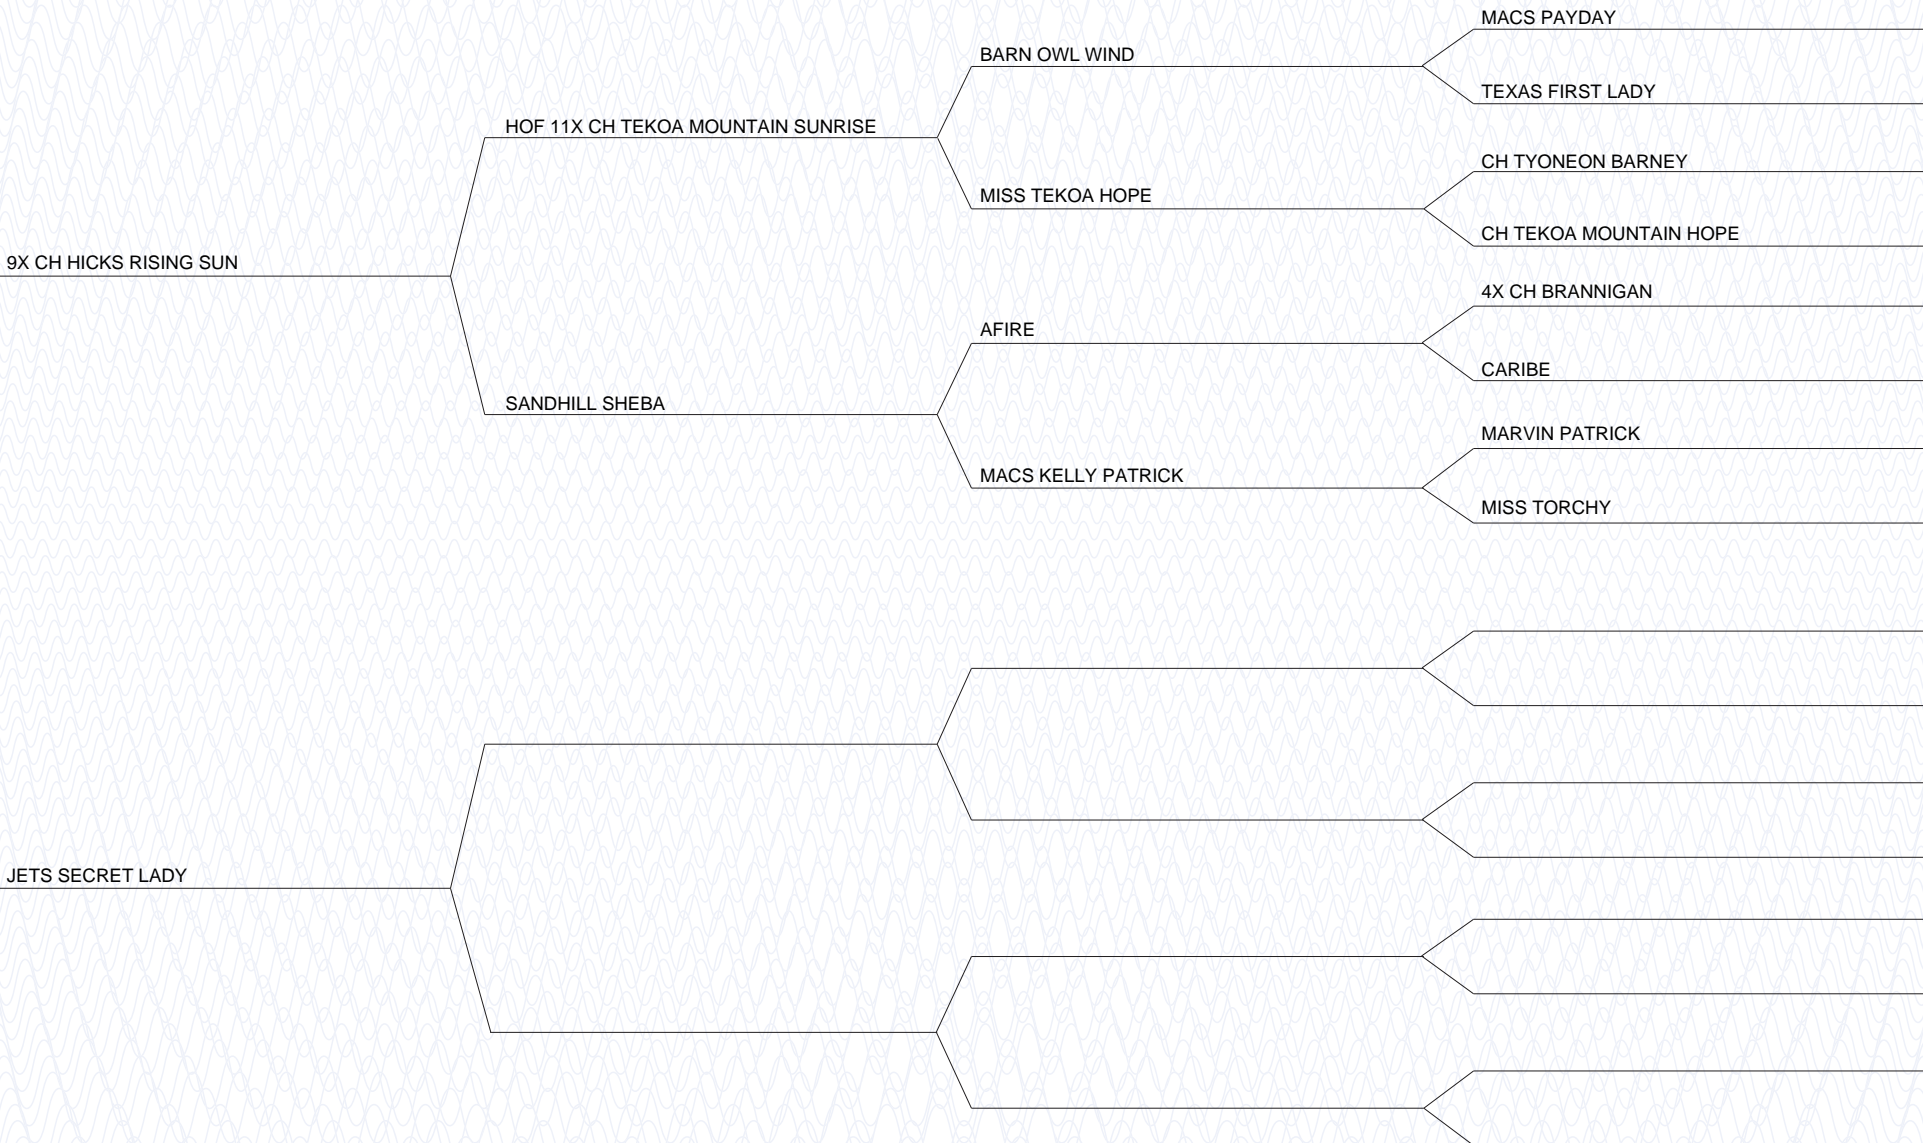 MACS PAYDAY
BARN OWL WIND
TEXAS FIRST LADY
HOF 11X CH TEKOA MOUNTAIN SUNRISE
CH TYONEON BARNEY
MISS TEKOA HOPE
CH TEKOA MOUNTAIN HOPE
9X CH HICKS RISING SUN
4X CH BRANNIGAN
AFIRE
CARIBE
SANDHILL SHEBA
MARVIN PATRICK
MACS KELLY PATRICK
MISS TORCHY
JETS SECRET LADY